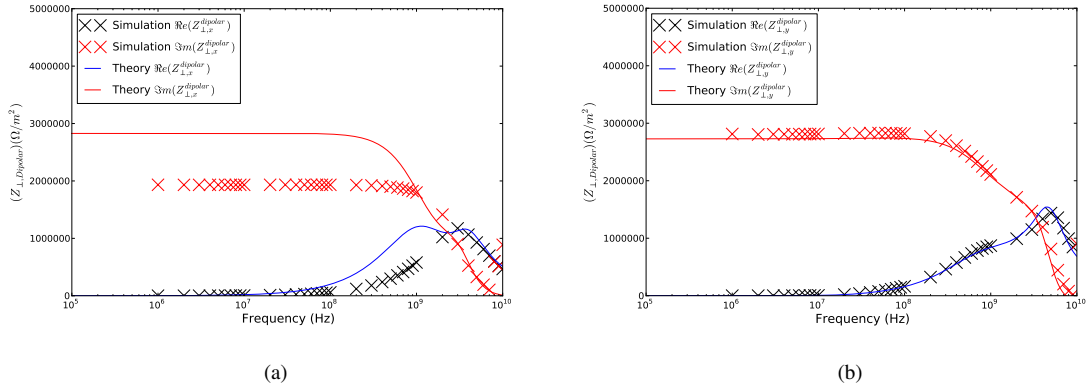 5000000
4000000
3000000
2000000
1000000
0
(Z⊥,Dipolar)(Ω/m²)
Simulation ℜe(Z⊥,x^dipolar)
Simulation ℑm(Z⊥,x^dipolar)
Theory ℜe(Z⊥,x^dipolar)
Theory ℑm(Z⊥,x^dipolar)
10^5 10^6 10^7 10^8 10^9 10^10
Frequency (Hz)
(a)
5000000
4000000
3000000
2000000
1000000
0
(Z⊥,Dipolar)(Ω/m²)
Simulation ℜe(Z⊥,y^dipolar)
Simulation ℑm(Z⊥,y^dipolar)
Theory ℜe(Z⊥,y^dipolar)
Theory ℑm(Z⊥,y^dipolar)
10^5 10^6 10^7 10^8 10^9 10^10
Frequency (Hz)
(b)